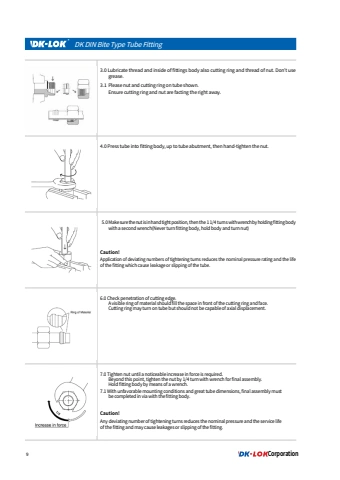 DK-LOK® DK DIN Bite Type Tube Fitting
3.0 Lubricate thread and inside of fittings body also cutting ring and thread of nut. Don't use
grease.
3.1 Please nut and cutting ring on tube shown.
Ensure cutting ring and nut are facing the right away.
4.0 Press tube into fitting body, up to tube abutment, then hand-tighten the nut.
5.0 Make sure the nut is in hand tight position, then the 1 1/4 turns with wrench by holding fitting body
with a second wrench(Never turn fitting body, hold body and turn nut)
Caution!
Application of deviating numbers of tightening turns reduces the nominal pressure rating and the life
of the fitting which cause leakage or slipping of the tube.
6.0 Check penetration of cutting edge.
A visible ring of material should fill the space in front of the cutting ring end face.
Cutting ring may turn on tube but should not be capable of axial displacement.
Ring of Material
7.0 Tighten nut until a noticeable increase in force is required.
Beyond this point, tighten the nut by 1/4 turn with wrench for final assembly.
Hold fitting body by means of a wrench.
7.1 With unfavorable mounting conditions and great tube dimensions, final assembly must
be completed in via with the fitting body.
Caution!
Any deviating number of tightening turns reduces the nominal pressure and the service life
of the fitting and may cause leakages or slipping of the fitting.
Increase in force
DK-LOK Corporation